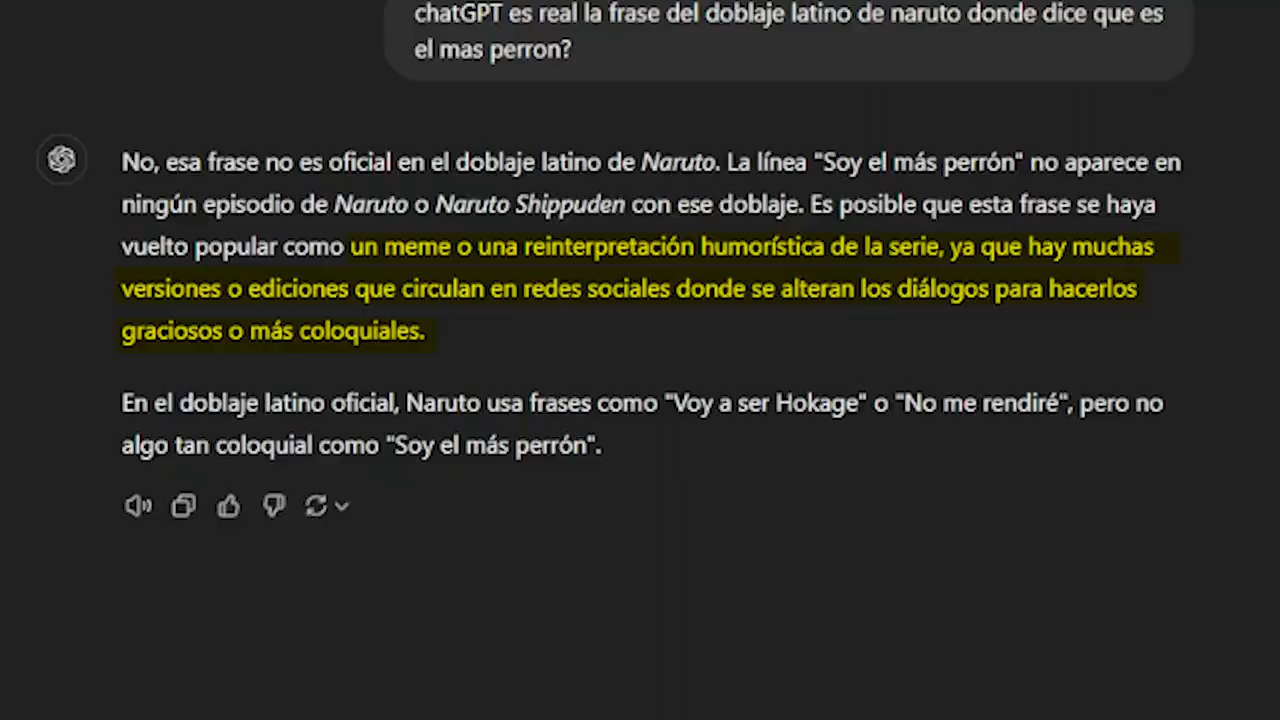 chatGPT es real la frase del doblaje latino de naruto donde dice que es
el mas perron?
No, esa frase no es oficial en el doblaje latino de Naruto. La línea "Soy el más perrón" no aparece en
ningún episodio de Naruto o Naruto Shippuden con ese doblaje. Es posible que esta frase se haya
vuelto popular como un meme o una reinterpretación humorística de la serie, ya que hay muchas
versiones o ediciones que circulan en redes sociales donde se alteran los diálogos para hacerlos
graciosos o más coloquiales.
En el doblaje latino oficial, Naruto usa frases como "Voy a ser Hokage" o "No me rendiré", pero no
algo tan coloquial como "Soy el más perrón".